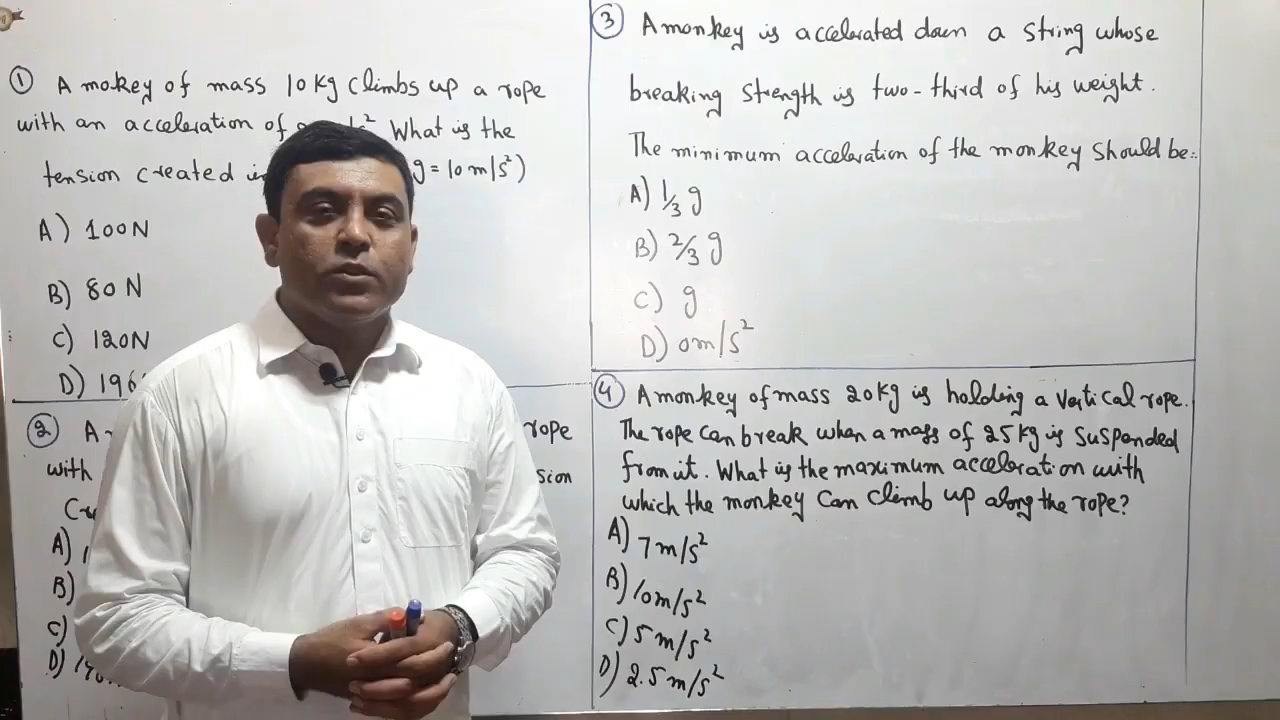 ① A mokey of mass 10 Kg climbs up a rope
with an acceleration of What is the
tension created g = 10 m/s²)
A) 100N
B) 80 N
C) 120N
D) 196
② A rope
with sion
A)
B)
C)
D)
③ A monkey is accelerated down a string whose
breaking strength is two-third of his weight.
The minimum acceleration of the monkey should be:
A) 1/3 g
B) 2/3 g
C) g
D) 0 m/s²
④ A monkey of mass 20 Kg is holding a vertical rope.
The rope can break when a mass of 25 Kg is suspended
from it. What is the maximum acceleration with
which the monkey can climb up along the rope?
A) 7 m/s²
B) 10 m/s²
C) 5 m/s²
D) 2.5 m/s²